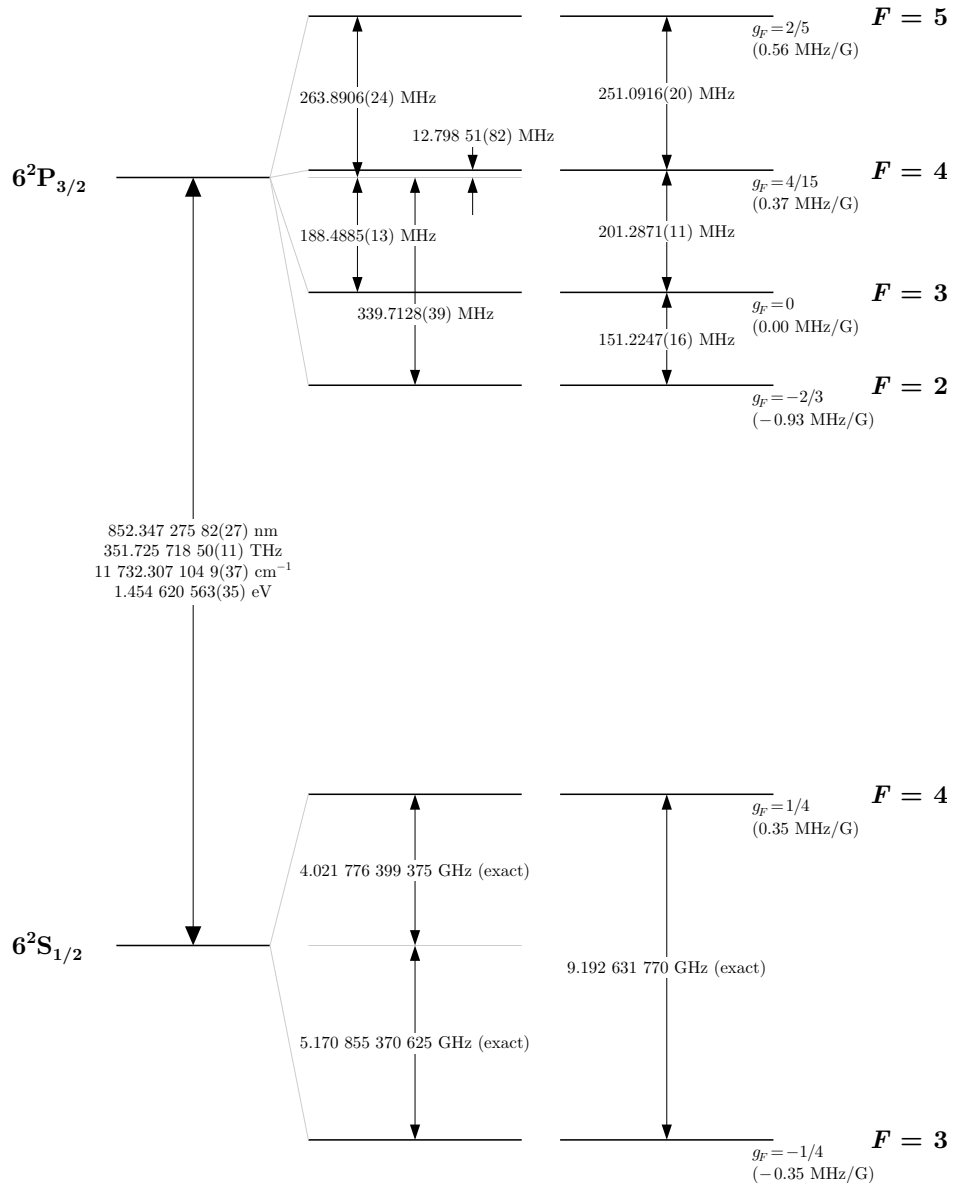 F = 5
g_F = 2/5
(0.56 MHz/G)
263.8906(24) MHz
251.0916(20) MHz
12.798 51(82) MHz
6²P₃/₂
F = 4
g_F = 4/15
(0.37 MHz/G)
188.4885(13) MHz
201.2871(11) MHz
F = 3
g_F = 0
(0.00 MHz/G)
339.7128(39) MHz
151.2247(16) MHz
F = 2
g_F = −2/3
(−0.93 MHz/G)
852.347 275 82(27) nm
351.725 718 50(11) THz
11 732.307 104 9(37) cm⁻¹
1.454 620 563(35) eV
F = 4
g_F = 1/4
(0.35 MHz/G)
4.021 776 399 375 GHz (exact)
6²S₁/₂
9.192 631 770 GHz (exact)
5.170 855 370 625 GHz (exact)
F = 3
g_F = −1/4
(−0.35 MHz/G)